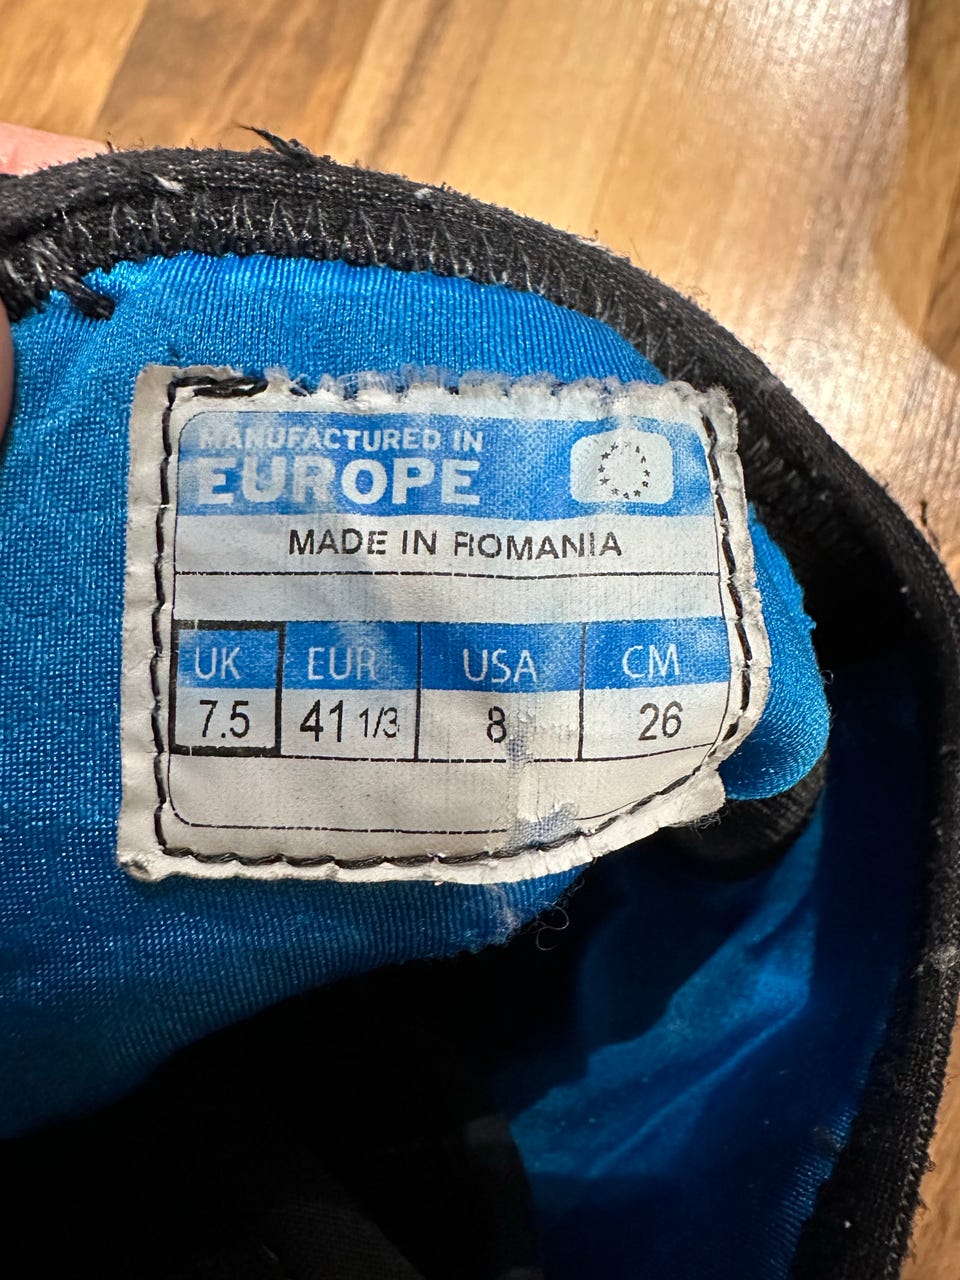 MANUFACTURED IN
EUROPE
MADE IN ROMANIA
UK EUR USA CM
7.5 41 1/3 8 26